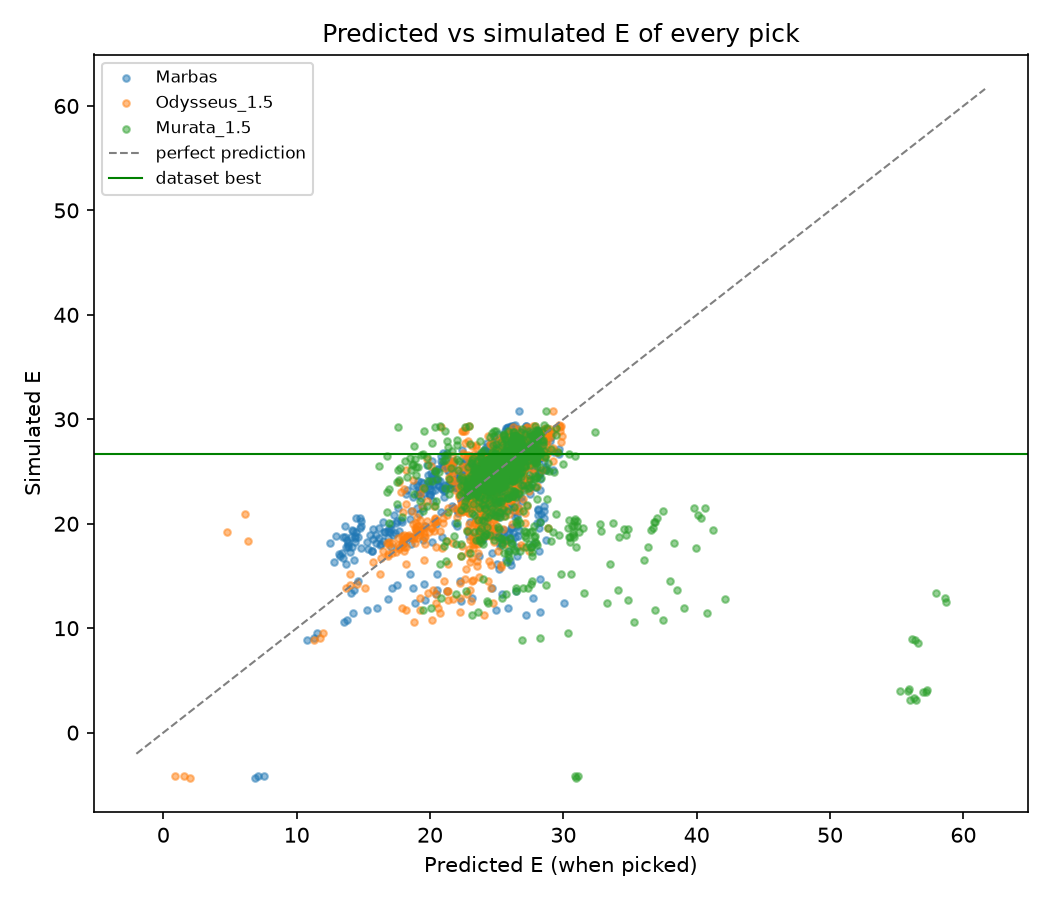 Predicted vs simulated E of every pick
Marbas
Odysseus_1.5
Murata_1.5
perfect prediction
dataset best
60
50
40
30
20
10
0
Simulated E
0 10 20 30 40 50 60
Predicted E (when picked)